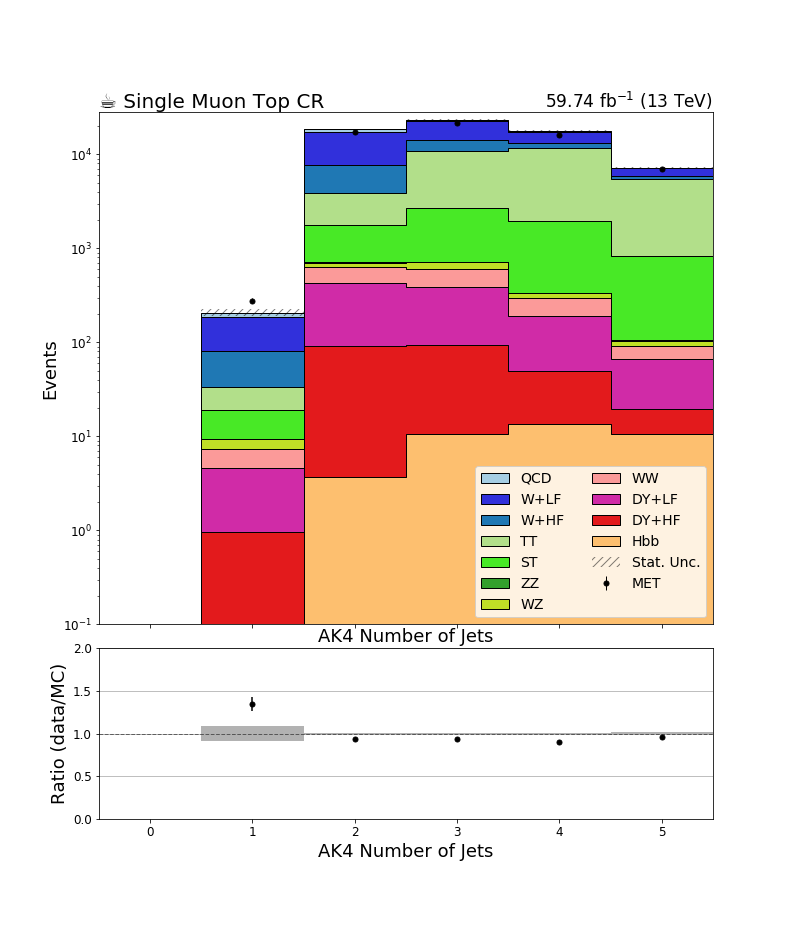 ☕ Single Muon Top CR
59.74 fb⁻¹ (13 TeV)
Events
10⁴
10³
10²
10¹
10⁰
10⁻¹
QCD
W+LF
W+HF
TT
ST
ZZ
WZ
WW
DY+LF
DY+HF
Hbb
Stat. Unc.
MET
AK4 Number of Jets
Ratio (data/MC)
2.0
1.5
1.0
0.5
0.0
0 1 2 3 4 5
AK4 Number of Jets